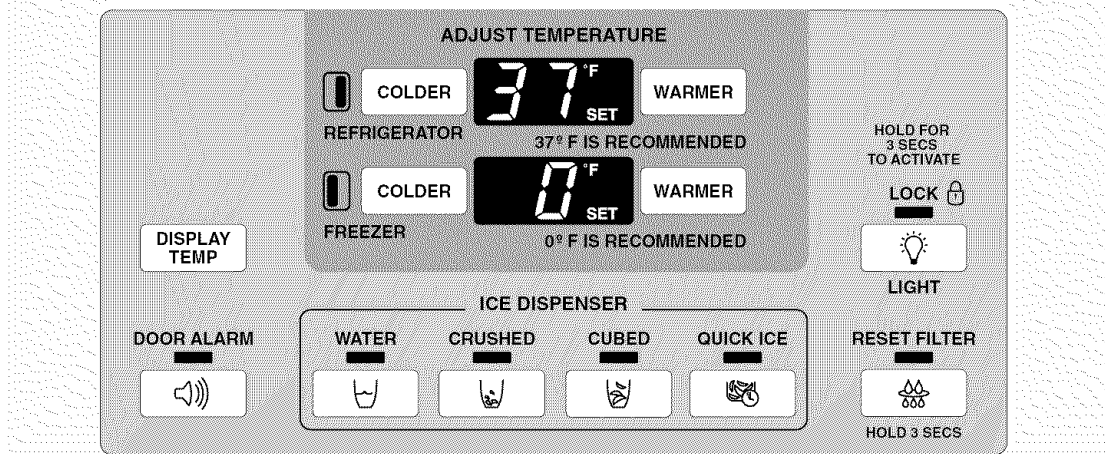 ADJUST TEMPERATURE
COLDER
37 °F
SET
WARMER
REFRIGERATOR
37º F IS RECOMMENDED
COLDER
0 °F
SET
WARMER
FREEZER
0º F IS RECOMMENDED
HOLD FOR
3 SECS
TO ACTIVATE
LOCK
LIGHT
DISPLAY
TEMP
ICE DISPENSER
DOOR ALARM
WATER
CRUSHED
CUBED
QUICK ICE
RESET FILTER
HOLD 3 SECS